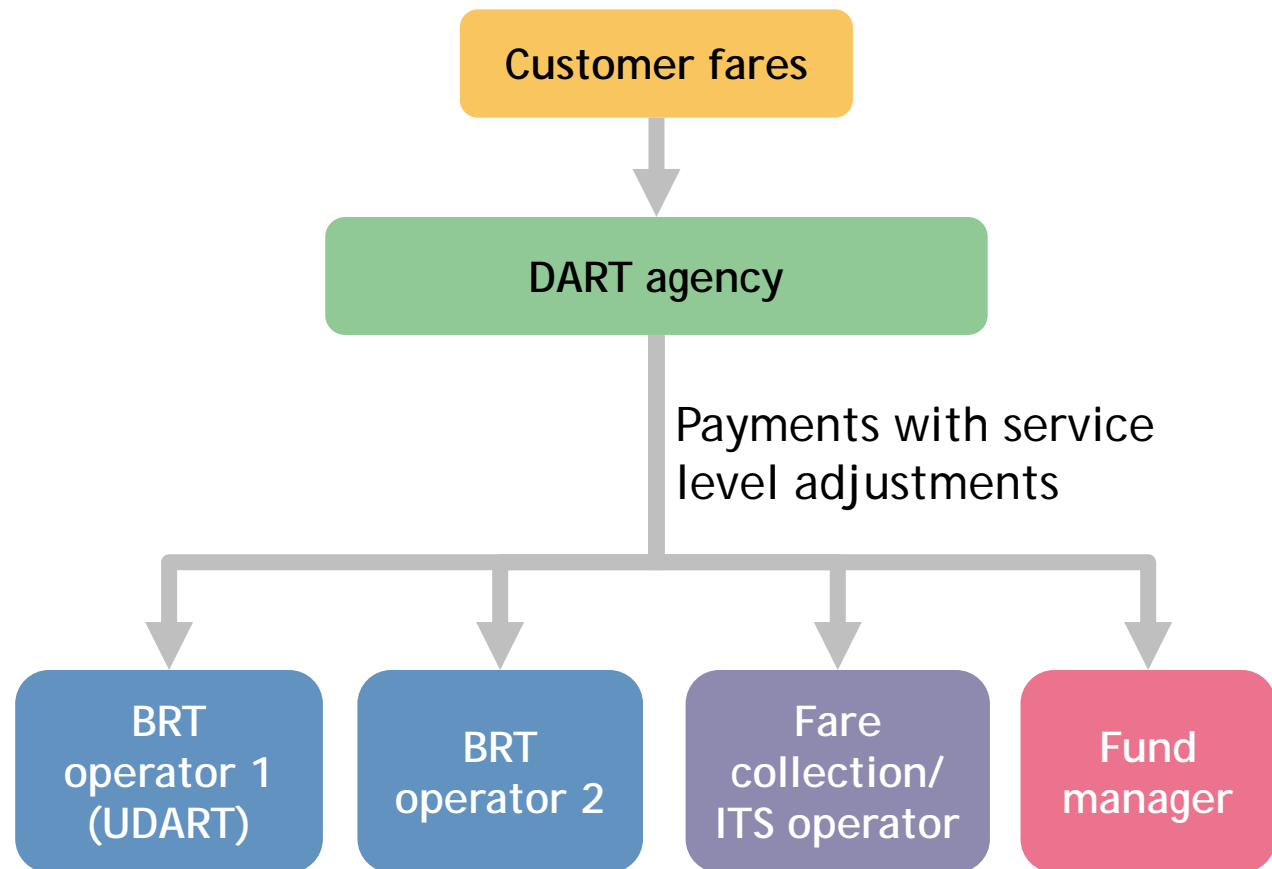 Customer fares
DART agency
Payments with service
level adjustments
BRT
operator 1
(UDART)
BRT
operator 2
Fare
collection/
ITS operator
Fund
manager